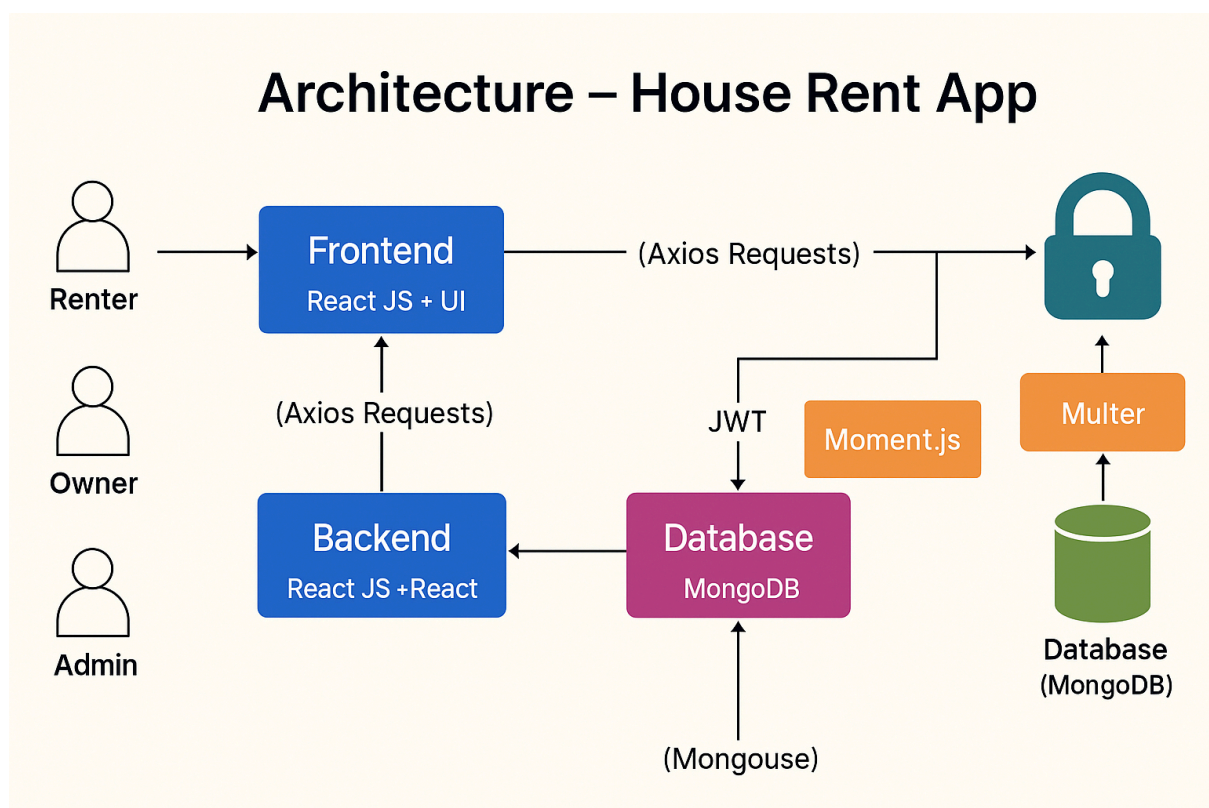 Architecture – House Rent App
Renter
Frontend
React JS + UI
(Axios Requests)
Owner
(Axios Requests)
JWT
Moment.js
Multer
Admin
Backend
React JS +React
Database
MongoDB
Database
(MongoDB)
(Mongouse)